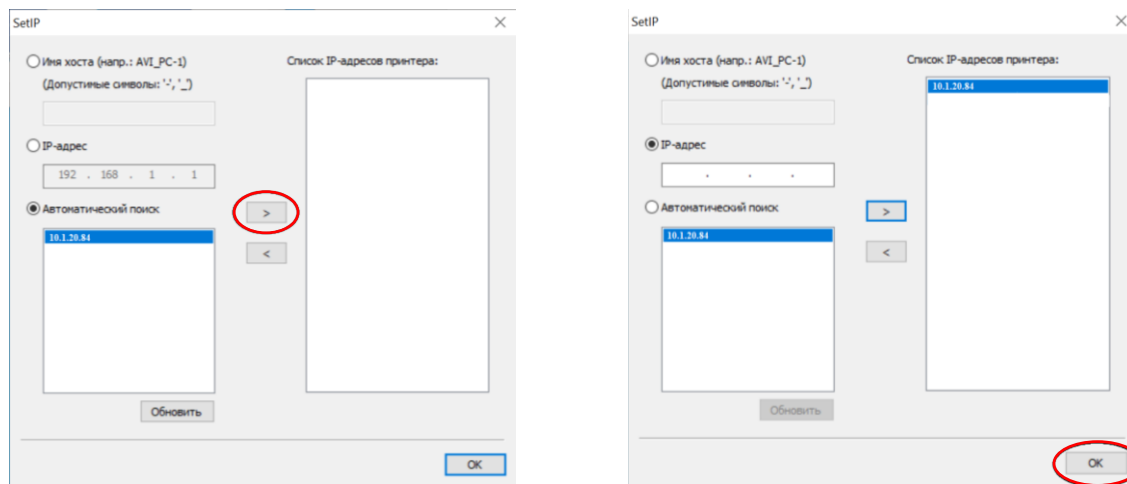 SetIP
Имя хоста (напр.: AVI_PC-1)
(Допустимые символы: '-', '_')
IP-адрес
192 . 168 . 1 . 1
Автоматический поиск
10.1.20.84
Обновить
>
<
Список IP-адресов принтера:
OK
SetIP
Имя хоста (напр.: AVI_PC-1)
(Допустимые символы: '-', '_')
IP-адрес
. . .
Автоматический поиск
10.1.20.84
Обновить
>
<
Список IP-адресов принтера:
10.1.20.84
OK